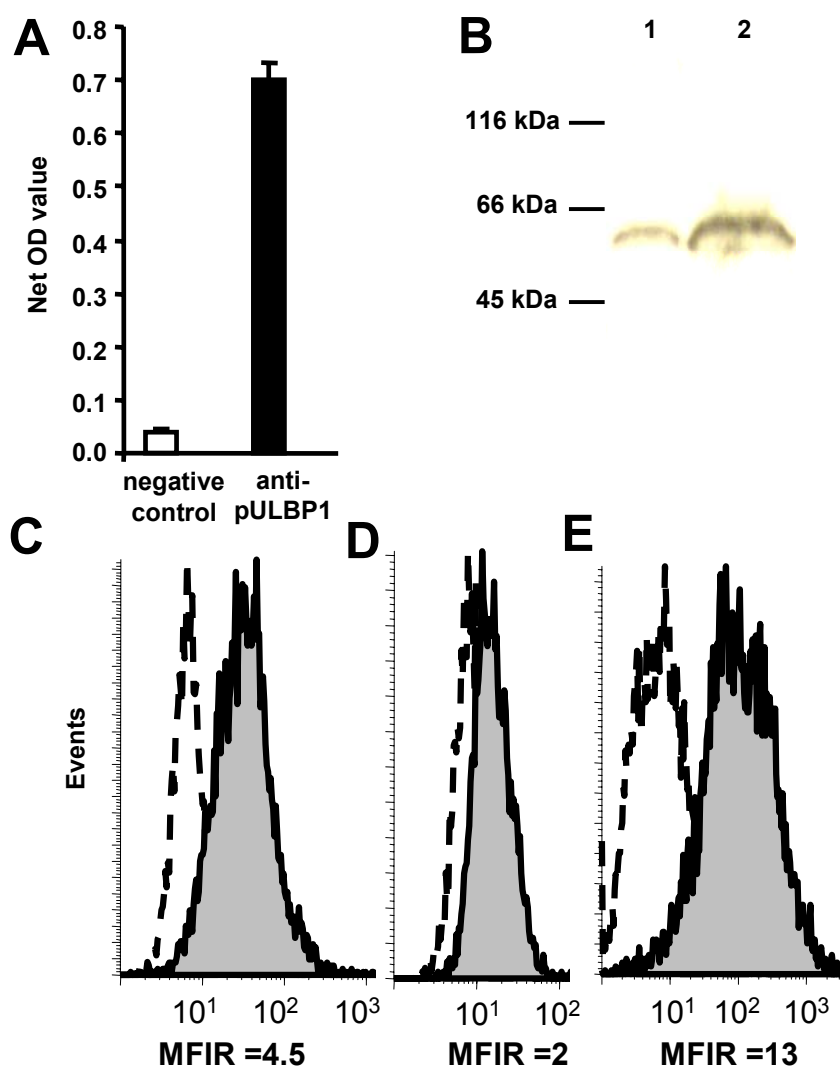 A
0.8
0.7
0.6
0.5
0.4
0.3
0.2
0.1
0.0
Net OD value
negative control
anti-pULBP1
B
1 2
116 kDa
66 kDa
45 kDa
C
D
E
Events
10¹ 10² 10³
10¹ 10²
10¹ 10² 10³
MFIR =4.5
MFIR =2
MFIR =13